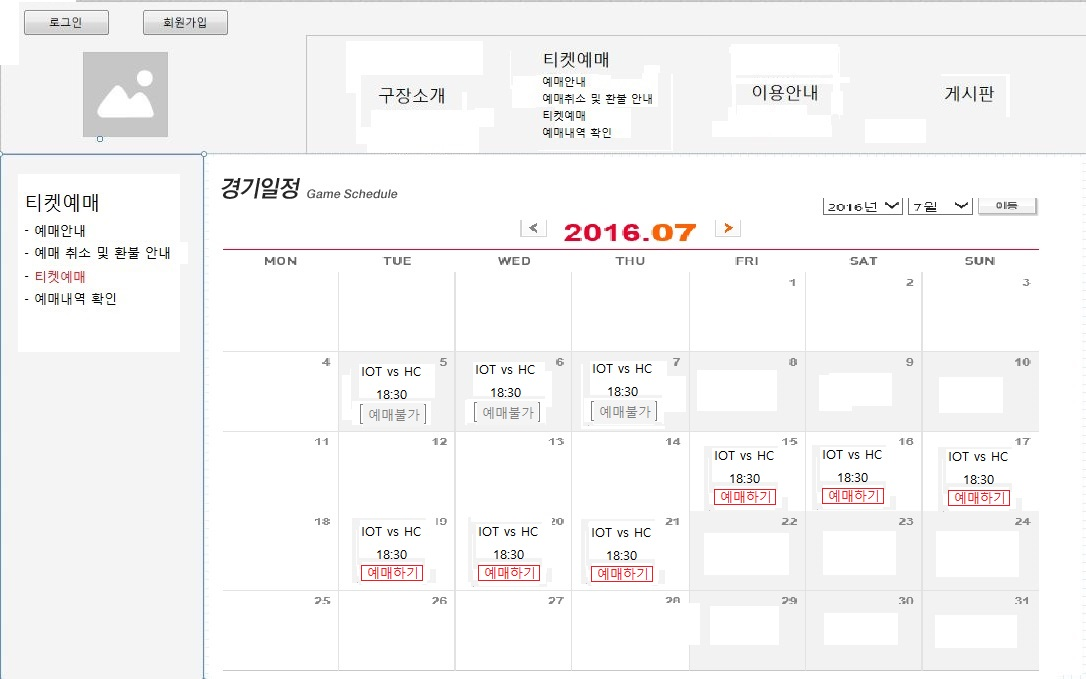 로그인 회원가입
티켓예매
예매안내
구장소개 예매취소 및 환불 안내 이용안내 게시판
티켓예매
예매내역 확인
티켓예매
- 예매안내
- 예매 취소 및 환불 안내
- 티켓예매
- 예매내역 확인
경기일정 Game Schedule
2016년 7월 이동
< 2016.07 >
MON TUE WED THU FRI SAT SUN
1 2 3
4 5 6 7 8 9 10
IOT vs HC IOT vs HC IOT vs HC
18:30 18:30 18:30
[ 예매불가 ] [ 예매불가 ] [ 예매불가 ]
11 12 13 14 15 16 17
IOT vs HC IOT vs HC IOT vs HC
18:30 18:30 18:30
예매하기 예매하기 예매하기
18 19 20 21 22 23 24
IOT vs HC IOT vs HC IOT vs HC
18:30 18:30 18:30
예매하기 예매하기 예매하기
25 26 27 28 29 30 31